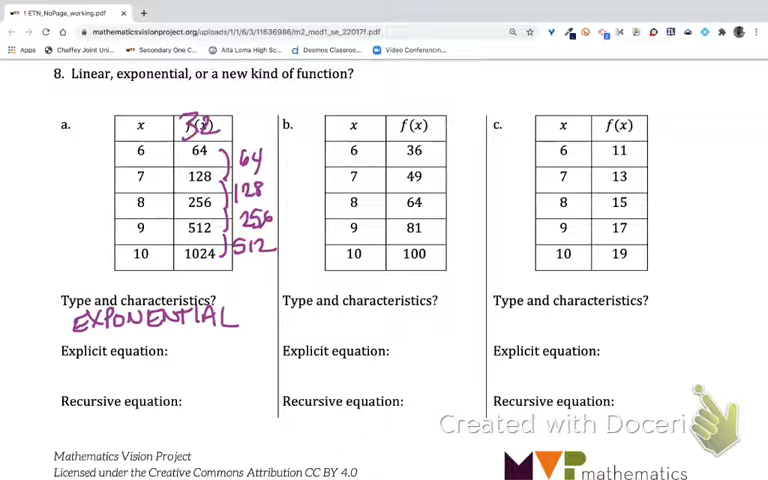 1 ETN_NoPage_working.pdf
mathematicsvisionproject.org/uploads/1/1/6/3/11636986/m2_mod1_se_22017f.pdf
Apps
Chaffey Joint Uni...
Secondary One C...
Alta Loma High Sc...
Desmos Classroo...
Video Conferencin...
8. Linear, exponential, or a new kind of function?
a.
x f(x)
32
6 64
7 128
8 256
9 512
10 1024
64
128
256
512
Type and characteristics?
EXPONENTIAL
Explicit equation:
Recursive equation:
b.
x f(x)
6 36
7 49
8 64
9 81
10 100
Type and characteristics?
Explicit equation:
Recursive equation:
c.
x f(x)
6 11
7 13
8 15
9 17
10 19
Type and characteristics?
Explicit equation:
Recursive equation:
Created with Doceri
Mathematics Vision Project
Licensed under the Creative Commons Attribution CC BY 4.0
MVP mathematics